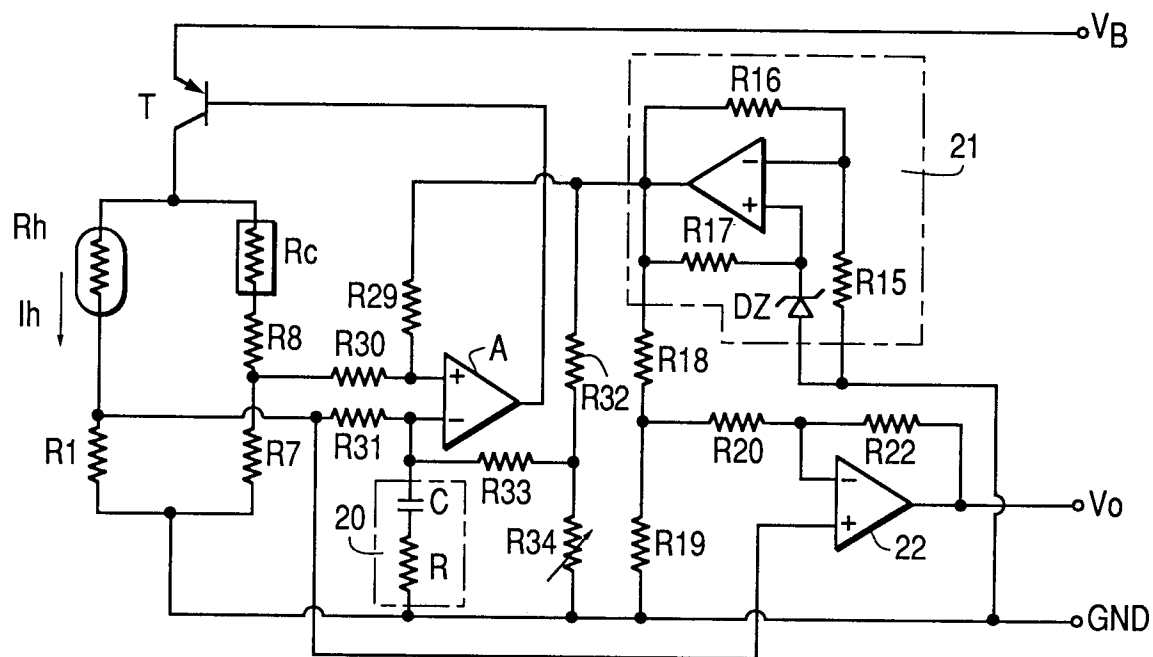 VB
R16
T
21
−
+
Rh
Rc
R17
R15
R29
DZ
Ih
R8
R30
A
R18
+
R32
−
R31
R20
R22
R1
R7
R33
−
C
Vo
20
+
R34
R19
22
R
GND